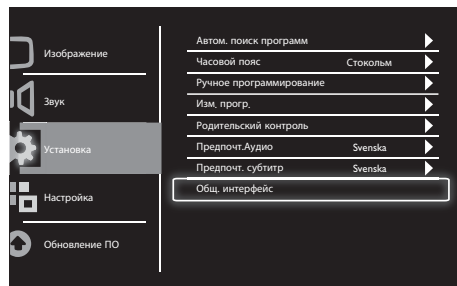 Изображение
Звук
Установка
Настройка
Обновление ПО
Автом. поиск программ
Часовой пояс Стокольм
Ручное программирование
Изм. прогр.
Родительский контроль
Предпочт.Аудио Svenska
Предпочт. субтитр Svenska
Общ. интерфейс